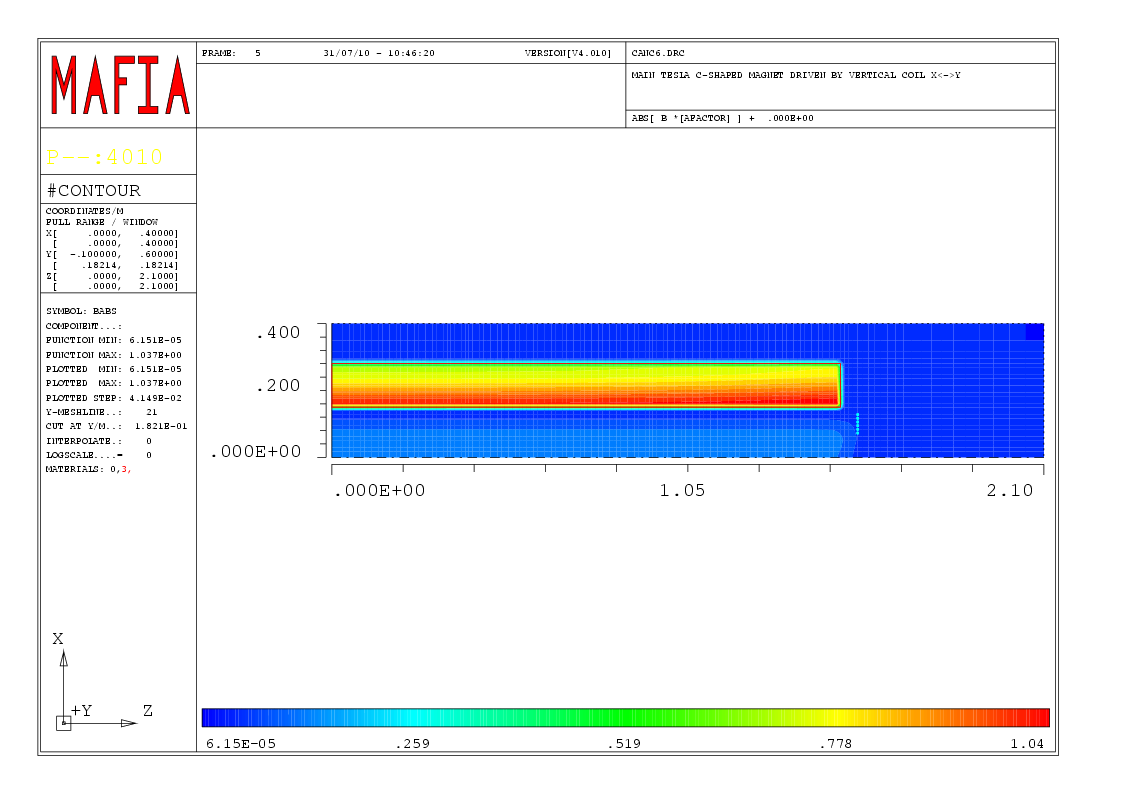 MAFIA
FRAME: 5 31/07/10 - 10:46:20 VERSION[V4.010] CANC6.DRC
MAIN TESLA C-SHAPED MAGNET DRIVEN BY VERTICAL COIL X<->Y
ABS[ B *[AFACTOR] ] + .000E+00
P--:4010
#CONTOUR
COORDINATES/M
FULL RANGE / WINDOW
X[ .0000, .40000]
[ .0000, .40000]
Y[ -.100000, .60000]
[ .18214, .18214]
Z[ .0000, 2.1000]
[ .0000, 2.1000]
SYMBOL: BABS
COMPONENT...:
FUNCTION MIN: 6.151E-05
FUNCTION MAX: 1.037E+00
PLOTTED MIN: 6.151E-05
PLOTTED MAX: 1.037E+00
PLOTTED STEP: 4.149E-02
Y-MESHLINE..: 21
CUT AT Y/M..: 1.821E-01
INTERPOLATE.: 0
LOGSCALE....= 0
MATERIALS: 0,3,
.400
.200
.000E+00
.000E+00 1.05 2.10
X
+Y Z
6.15E-05 .259 .519 .778 1.04